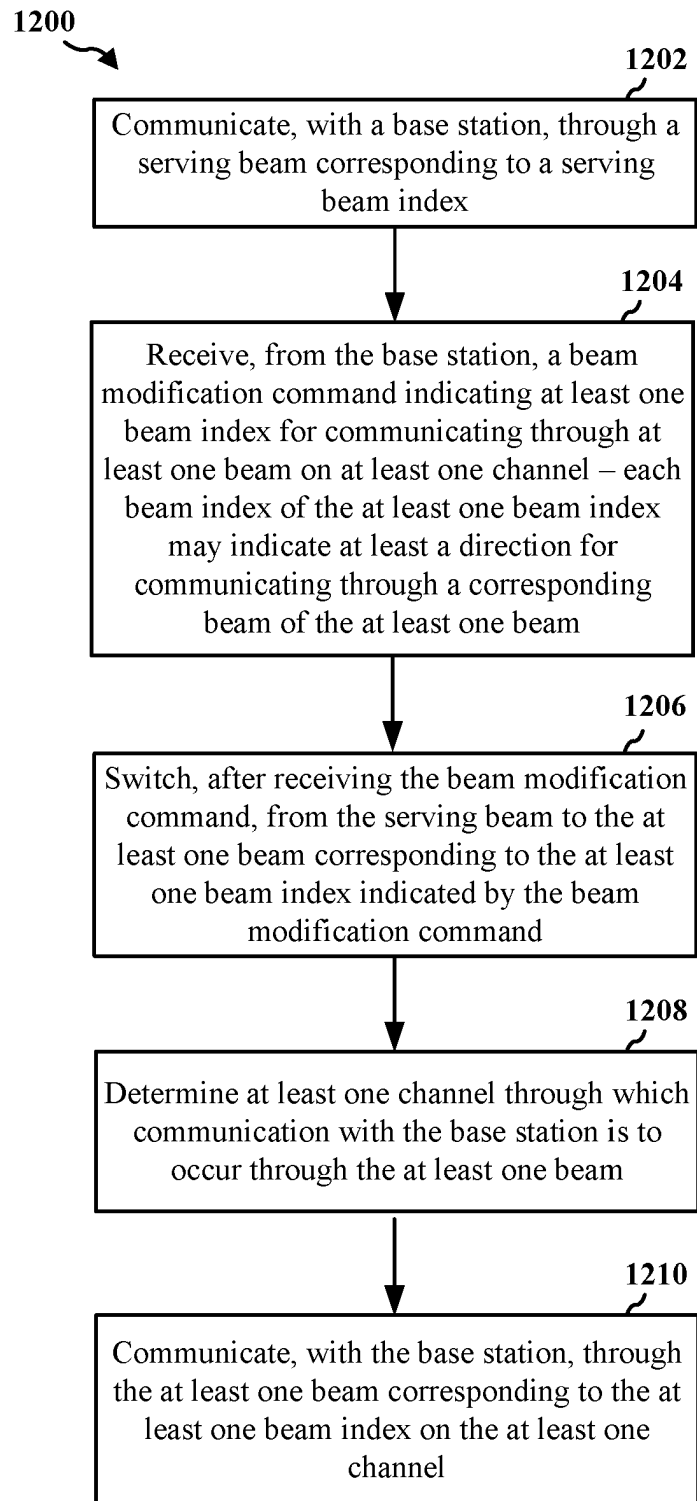 1200
1202
Communicate, with a base station, through a
serving beam corresponding to a serving
beam index
1204
Receive, from the base station, a beam
modification command indicating at least one
beam index for communicating through at
least one beam on at least one channel – each
beam index of the at least one beam index
may indicate at least a direction for
communicating through a corresponding
beam of the at least one beam
1206
Switch, after receiving the beam modification
command, from the serving beam to the at
least one beam corresponding to the at least
one beam index indicated by the beam
modification command
1208
Determine at least one channel through which
communication with the base station is to
occur through the at least one beam
1210
Communicate, with the base station, through
the at least one beam corresponding to the at
least one beam index on the at least one
channel